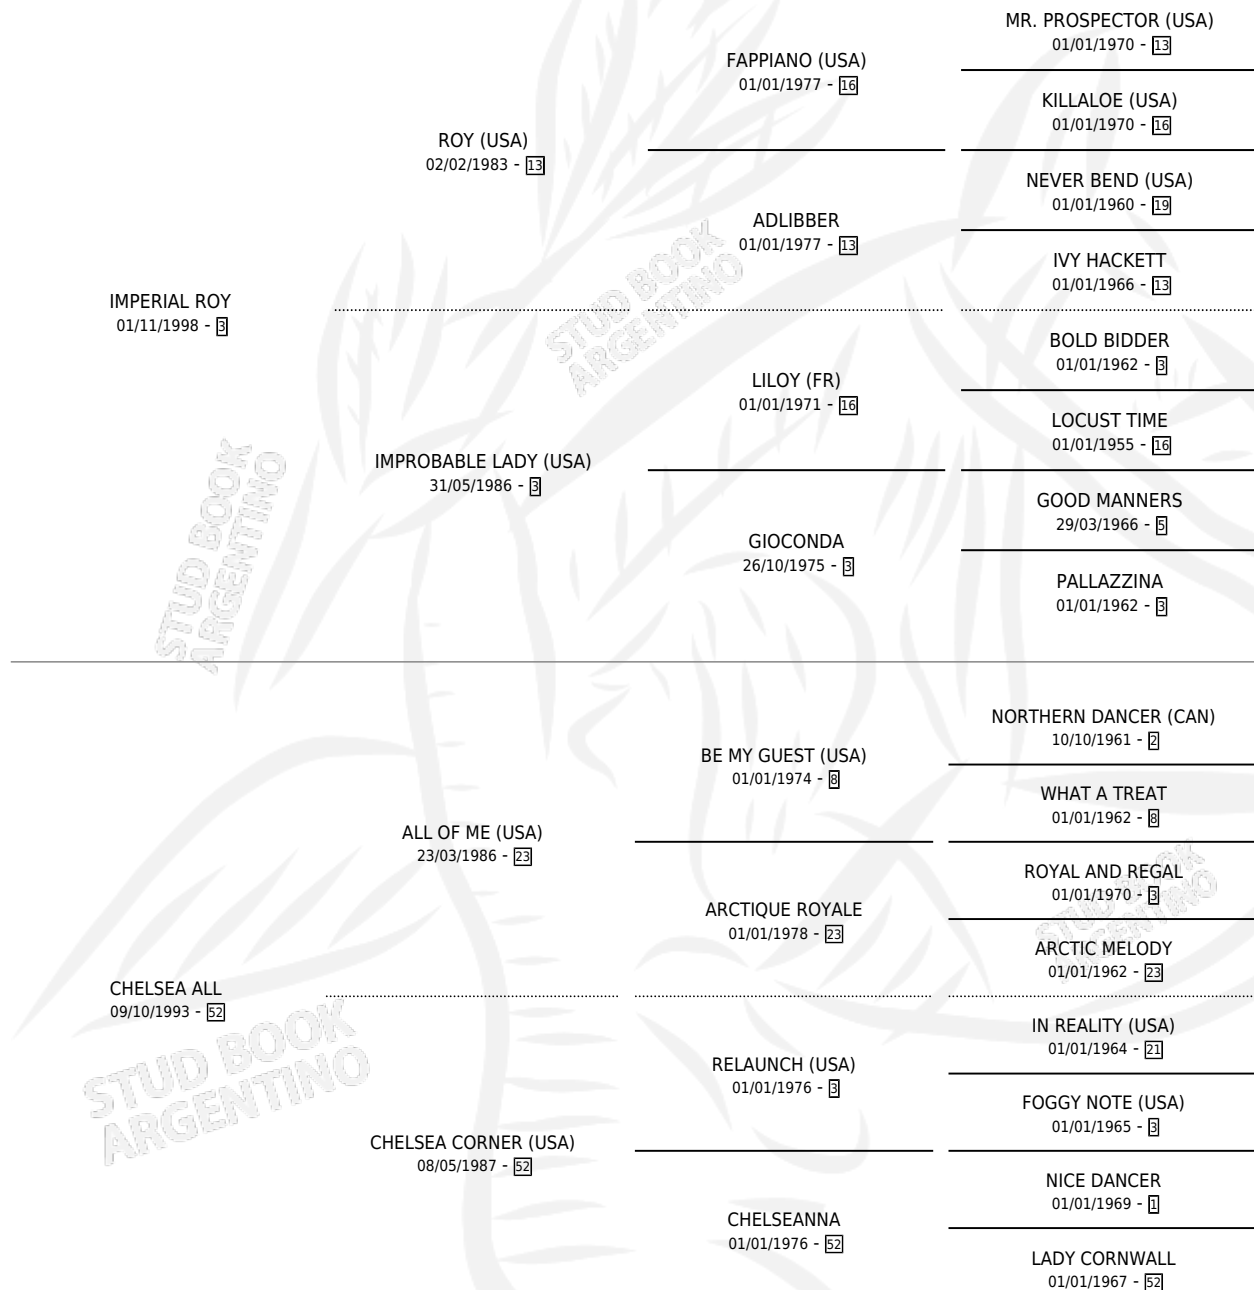 MR. PROSPECTOR (USA)
01/01/1970 - 13
FAPPIANO (USA)
01/01/1977 - 16
KILLALOE (USA)
01/01/1970 - 16
ROY (USA)
02/02/1983 - 13
NEVER BEND (USA)
01/01/1960 - 19
ADLIBBER
01/01/1977 - 13
IVY HACKETT
01/01/1966 - 13
IMPERIAL ROY
01/11/1998 - 3
BOLD BIDDER
01/01/1962 - 3
LILOY (FR)
01/01/1971 - 16
LOCUST TIME
01/01/1955 - 16
IMPROBABLE LADY (USA)
31/05/1986 - 3
GOOD MANNERS
29/03/1966 - 5
GIOCONDA
26/10/1975 - 3
PALLAZZINA
01/01/1962 - 3
STUD BOOK
ARGENTINO
STUD BOOK
ARGENTINO
NORTHERN DANCER (CAN)
10/10/1961 - 2
BE MY GUEST (USA)
01/01/1974 - 8
WHAT A TREAT
01/01/1962 - 8
ALL OF ME (USA)
23/03/1986 - 23
ROYAL AND REGAL
01/01/1970 - 3
ARCTIQUE ROYALE
01/01/1978 - 23
ARCTIC MELODY
01/01/1962 - 23
CHELSEA ALL
09/10/1993 - 52
IN REALITY (USA)
01/01/1964 - 21
RELAUNCH (USA)
01/01/1976 - 3
FOGGY NOTE (USA)
01/01/1965 - 3
CHELSEA CORNER (USA)
08/05/1987 - 52
NICE DANCER
01/01/1969 - 1
CHELSEANNA
01/01/1976 - 52
LADY CORNWALL
01/01/1967 - 52
STUD BOOK
ARGENTINO
STUD BOOK
ARGENTINO